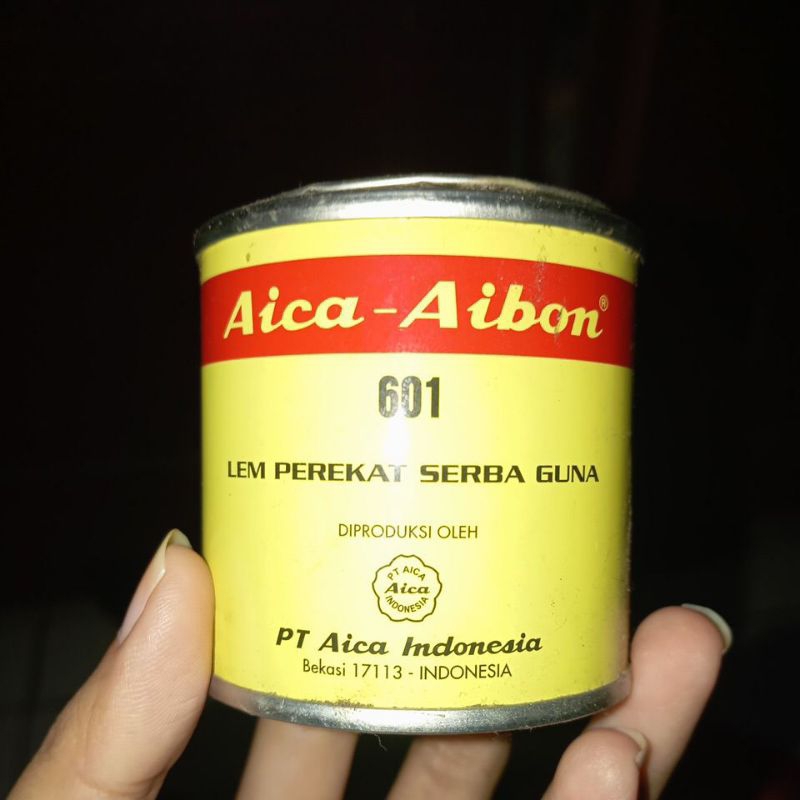 Aica-Aibon®
601
LEM PEREKAT SERBA GUNA
DIPRODUKSI OLEH
PT AICA
Aica
INDONESIA
PT Aica Indonesia
Bekasi 17113 - INDONESIA